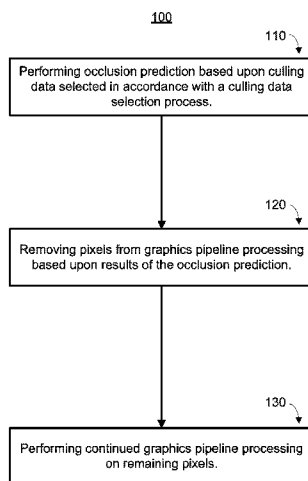 100
110
Performing occlusion prediction based upon culling
data selected in accordance with a culling data
selection process.
120
Removing pixels from graphics pipeline processing
based upon results of the occlusion prediction.
130
Performing continued graphics pipeline processing
on remaining pixels.